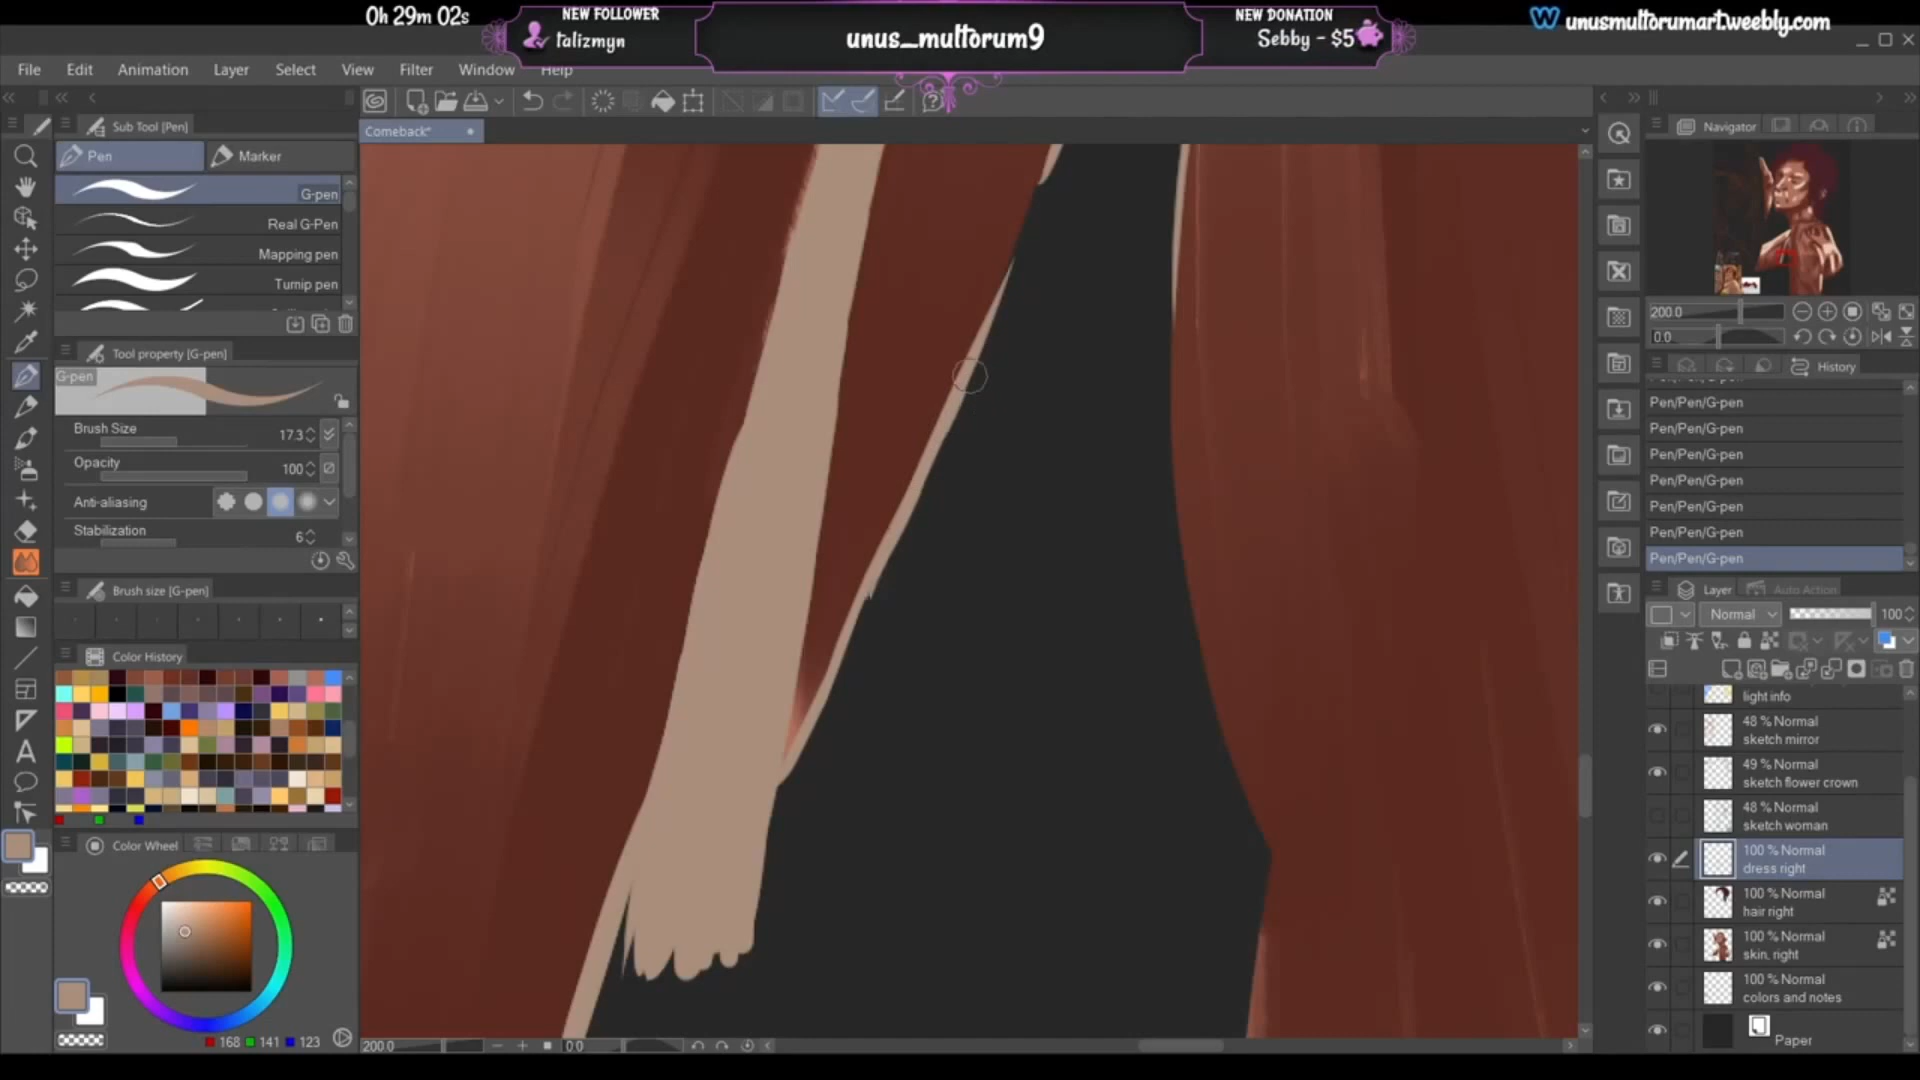 0h 29m 02s
NEW FOLLOWER
talizmyn
unus_multorum9
NEW DONATION
Sebby - $5
unusmultorumart.weebly.com
File Edit Animation Layer Select View Filter Window Help
Comeback*
Sub Tool [Pen]
Pen Marker
G-pen
Real G-Pen
Mapping pen
Turnip pen
Tool property [G-pen]
G-pen
Brush Size 17.3
Opacity 100
Anti-aliasing
Stabilization 6
Brush size [G-pen]
Color History
Color Wheel
168 141 123
200.0 0.0
Navigator
200.0
0.0
History
Pen/Pen/G-pen
Pen/Pen/G-pen
Pen/Pen/G-pen
Pen/Pen/G-pen
Pen/Pen/G-pen
Pen/Pen/G-pen
Pen/Pen/G-pen
Layer Auto Action
Normal 100
light info
48 % Normal
sketch mirror
49 % Normal
sketch flower crown
48 % Normal
sketch woman
100 % Normal
dress right
100 % Normal
hair right
100 % Normal
skin. right
100 % Normal
colors and notes
Paper